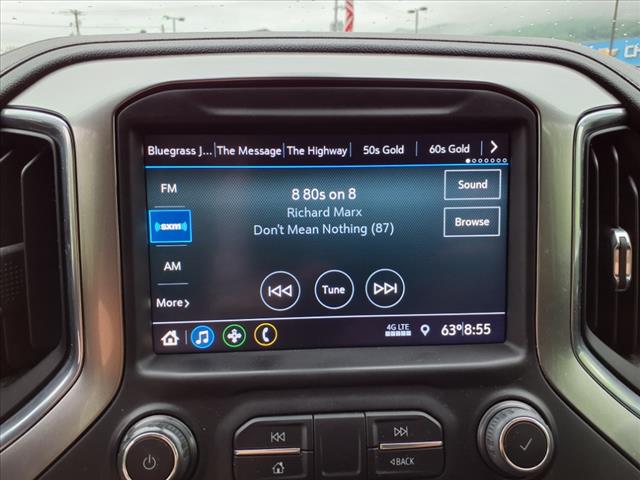 CH
Bluegrass J... The Message The Highway 50s Gold 60s Gold
FM
8 80s on 8
Sound
Richard Marx
sxm
Don't Mean Nothing (87)
Browse
AM
More
Tune
4G LTE
63° 8:55
BACK